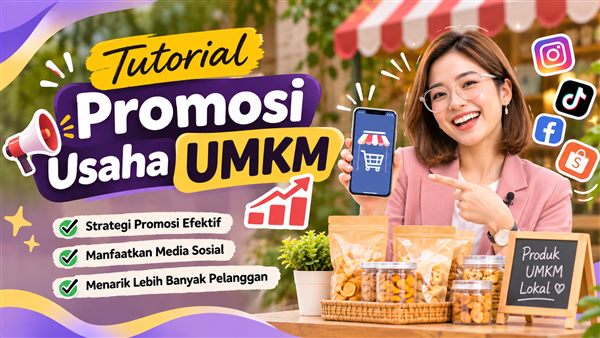 Tutorial
Promosi
Usaha UMKM
Strategi Promosi Efektif
Manfaatkan Media Sosial
Menarik Lebih Banyak Pelanggan
Produk
UMKM
Lokal